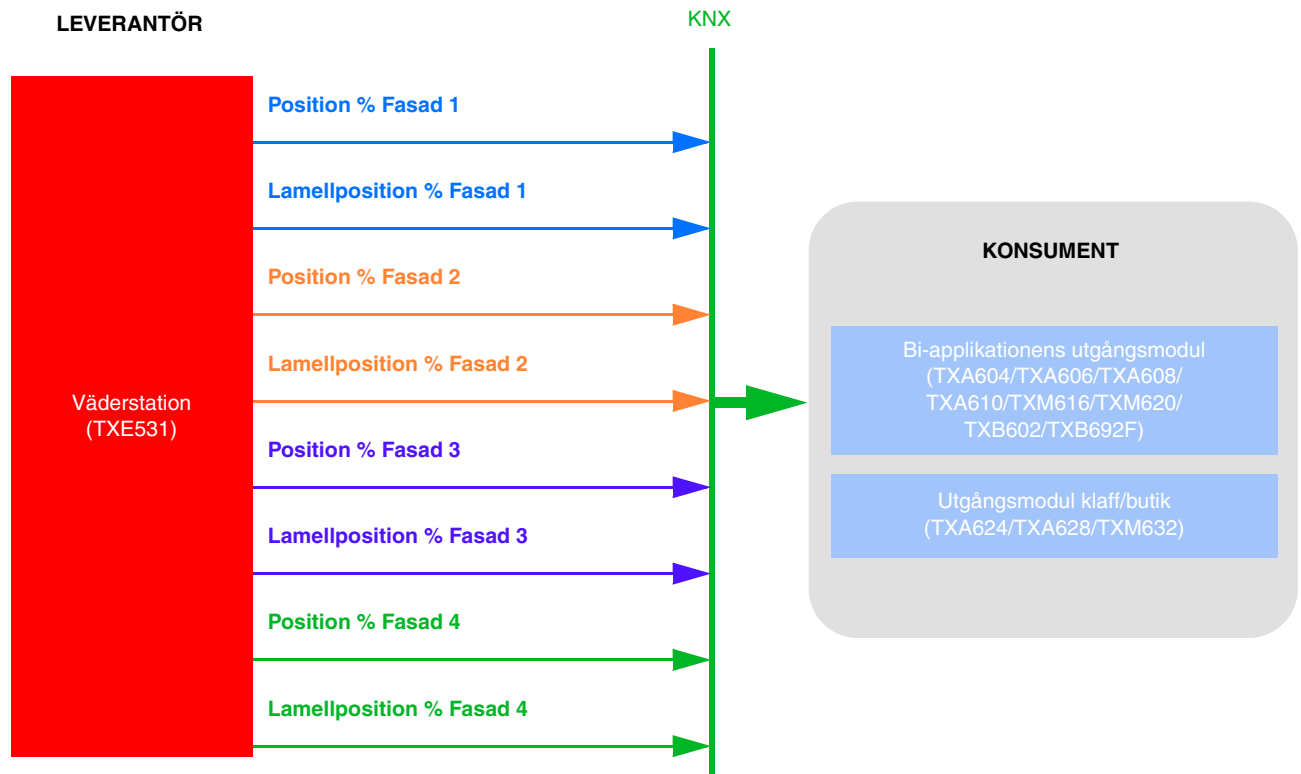 LEVERANTÖR
KNX
Position % Fasad 1
Lamellposition % Fasad 1
Position % Fasad 2
Lamellposition % Fasad 2
Väderstation
(TXE531)
Position % Fasad 3
Lamellposition % Fasad 3
Position % Fasad 4
Lamellposition % Fasad 4
KONSUMENT
Bi-applikationens utgångsmodul
(TXA604/TXA606/TXA608/
TXA610/TXM616/TXM620/
TXB602/TXB692F)
Utgångsmodul klaff/butik
(TXA624/TXA628/TXM632)